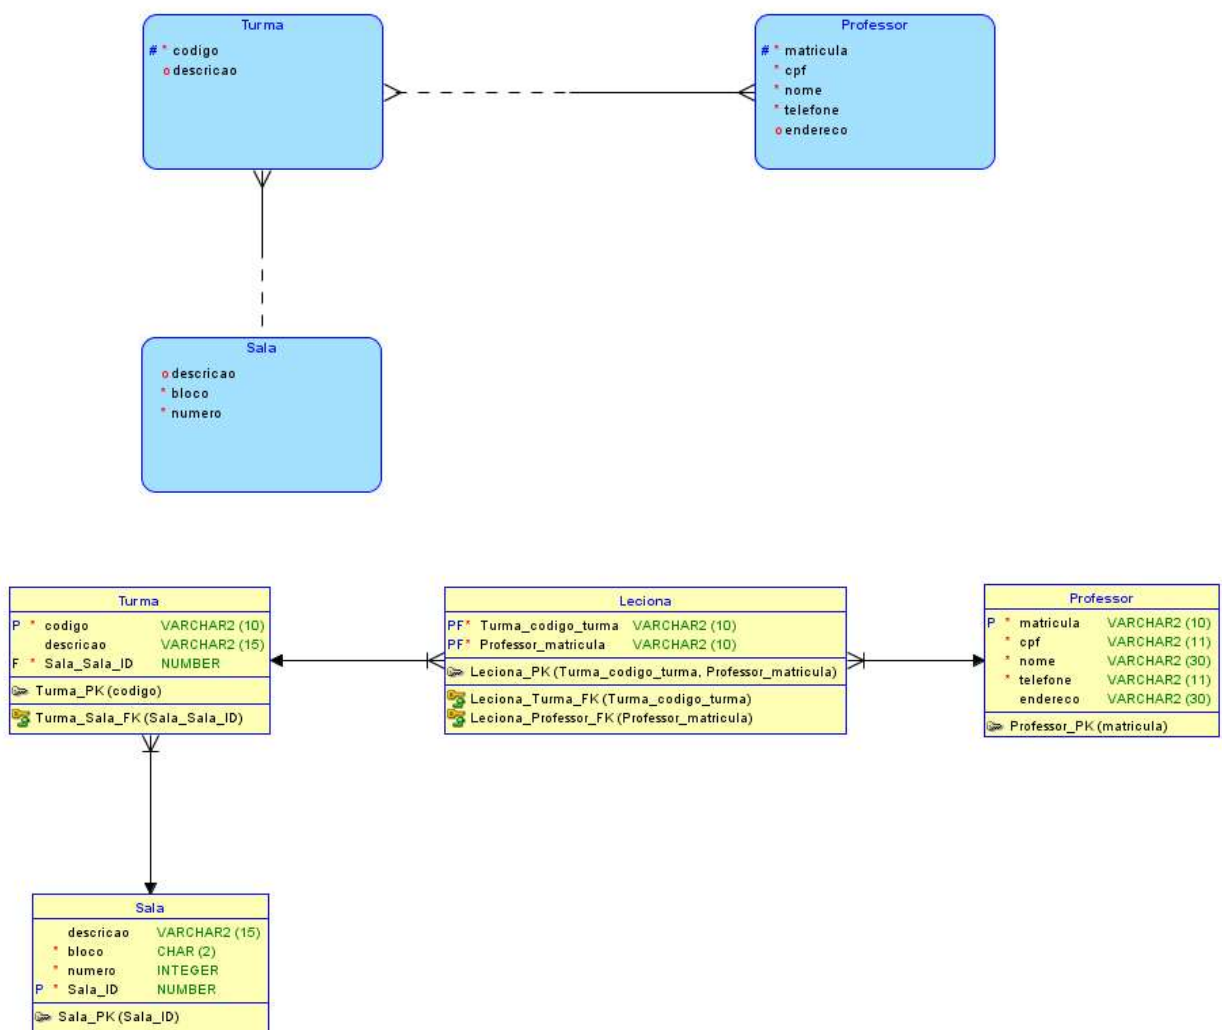 Turma
# * codigo
o descricao
Professor
# * matricula
* cpf
* nome
* telefone
o endereco
Sala
o descricao
* bloco
* numero
Turma
P * codigo VARCHAR2 (10)
descricao VARCHAR2 (15)
F * Sala_Sala_ID NUMBER
Turma_PK (codigo)
Turma_Sala_FK (Sala_Sala_ID)
Leciona
PF* Turma_codigo_turma VARCHAR2 (10)
PF* Professor_matricula VARCHAR2 (10)
Leciona_PK (Turma_codigo_turma, Professor_matricula)
Leciona_Turma_FK (Turma_codigo_turma)
Leciona_Professor_FK (Professor_matricula)
Professor
P * matricula VARCHAR2 (10)
* cpf VARCHAR2 (11)
* nome VARCHAR2 (30)
* telefone VARCHAR2 (11)
endereco VARCHAR2 (30)
Professor_PK (matricula)
Sala
descricao VARCHAR2 (15)
* bloco CHAR (2)
* numero INTEGER
P * Sala_ID NUMBER
Sala_PK (Sala_ID)